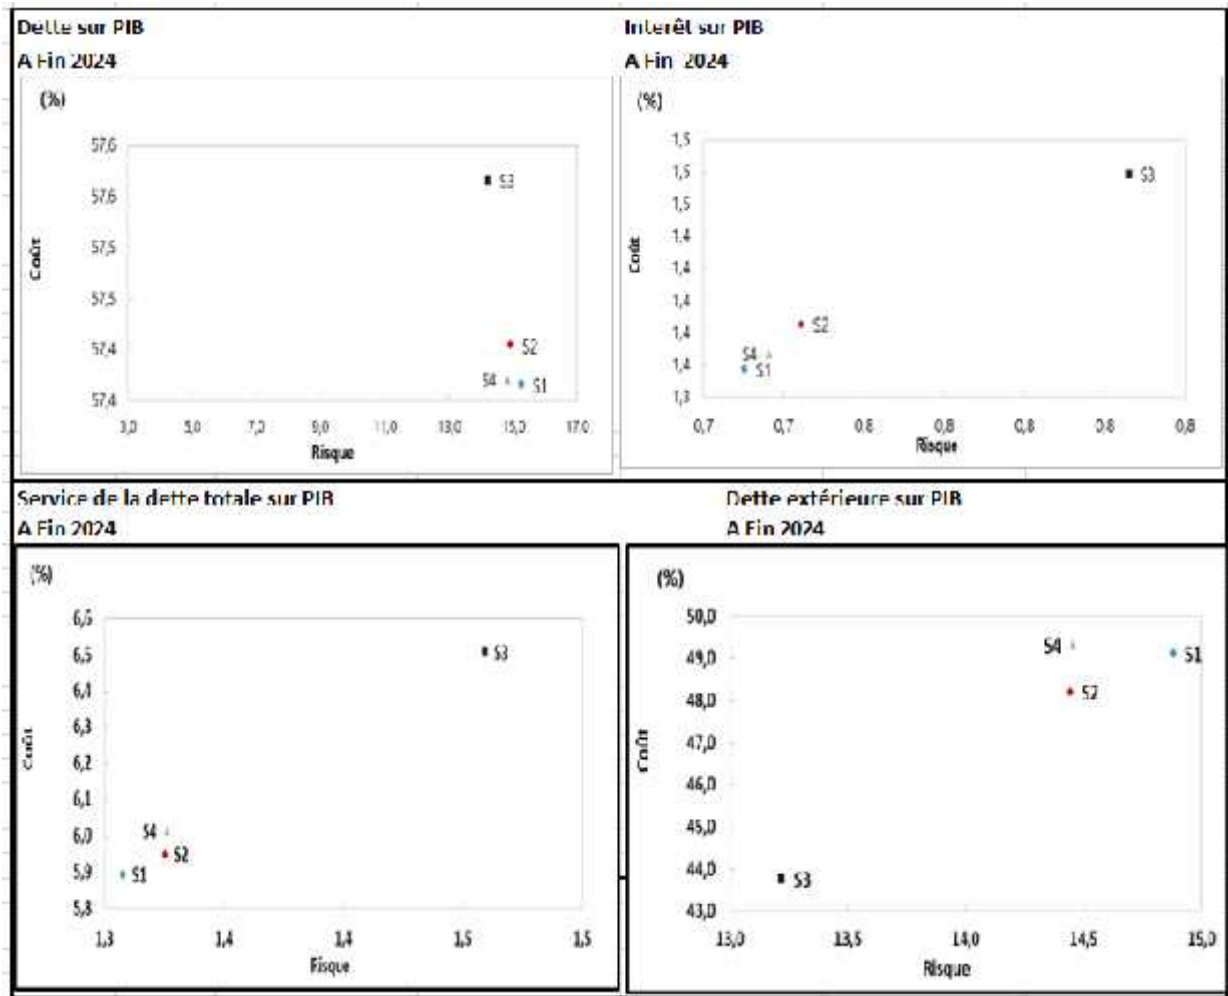 Dette sur PIB
A Fin 2024
(%)
57,6
57,6
57,5
57,5
57,4
57,4
Coût
S3
S2
S4
S1
3,0 5,0 7,0 9,0 11,0 13,0 15,0 17,0
Risque
Interêt sur PIB
A Fin 2024
(%)
1,5
1,5
1,5
1,4
1,4
1,4
1,4
1,4
1,3
Coût
S3
S2
S4
S1
0,7 0,7 0,8 0,8 0,8 0,8 0,8
Risque
Service de la dette totale sur PIB
A Fin 2024
(%)
6,6
6,5
6,4
6,3
6,2
6,1
6,0
5,9
5,8
Coût
S3
S4
S2
S1
1,3 1,4 1,4 1,5 1,5
Risque
Dette extérieure sur PIB
A Fin 2024
(%)
50,0
49,0
48,0
47,0
46,0
45,0
44,0
43,0
Coût
S4
S1
S2
S3
13,0 13,5 14,0 14,5 15,0
Risque